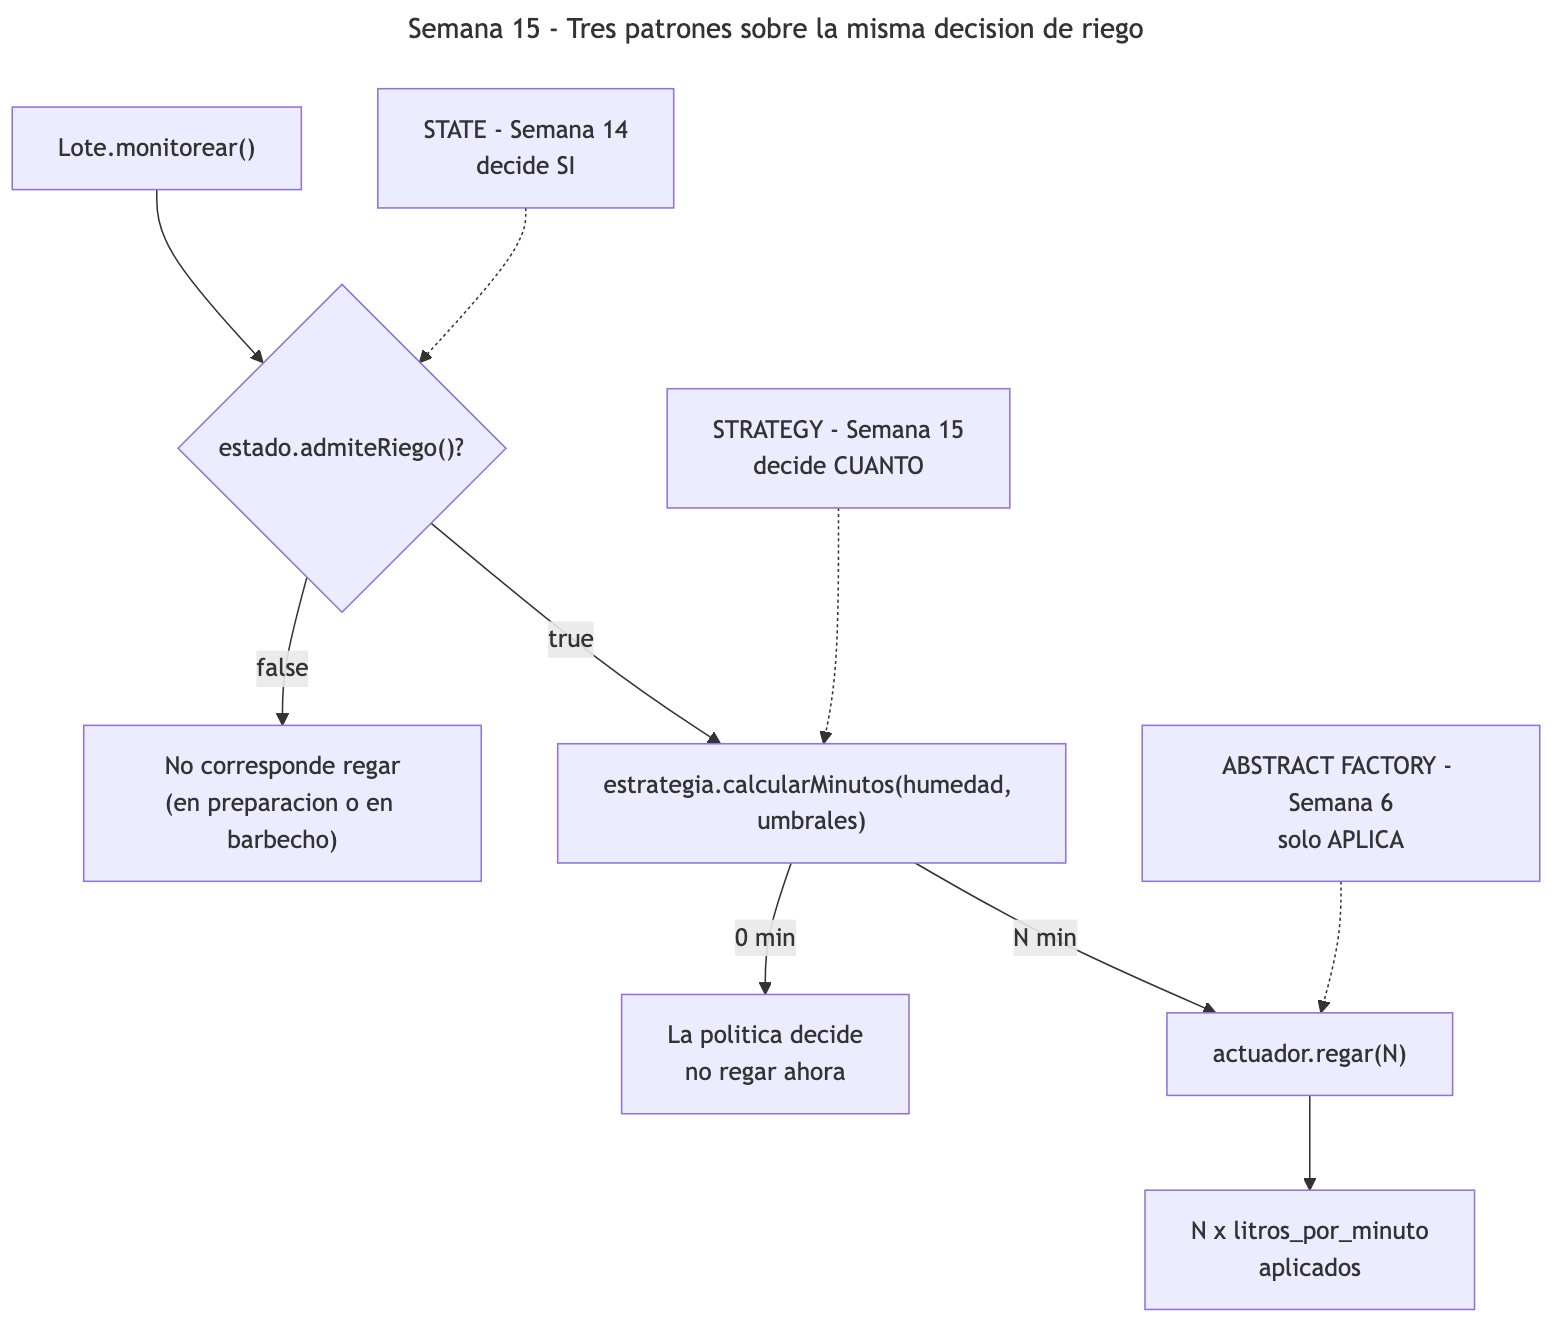 Semana 15 - Tres patrones sobre la misma decision de riego
Lote.monitorear()
STATE - Semana 14
decide SI
estado.admiteRiego()?
STRATEGY - Semana 15
decide CUANTO
false
true
No corresponde regar
(en preparacion o en
barbecho)
estrategia.calcularMinutos(humedad,
umbrales)
ABSTRACT FACTORY -
Semana 6
solo APLICA
0 min
N min
La politica decide
no regar ahora
actuador.regar(N)
N x litros_por_minuto
aplicados